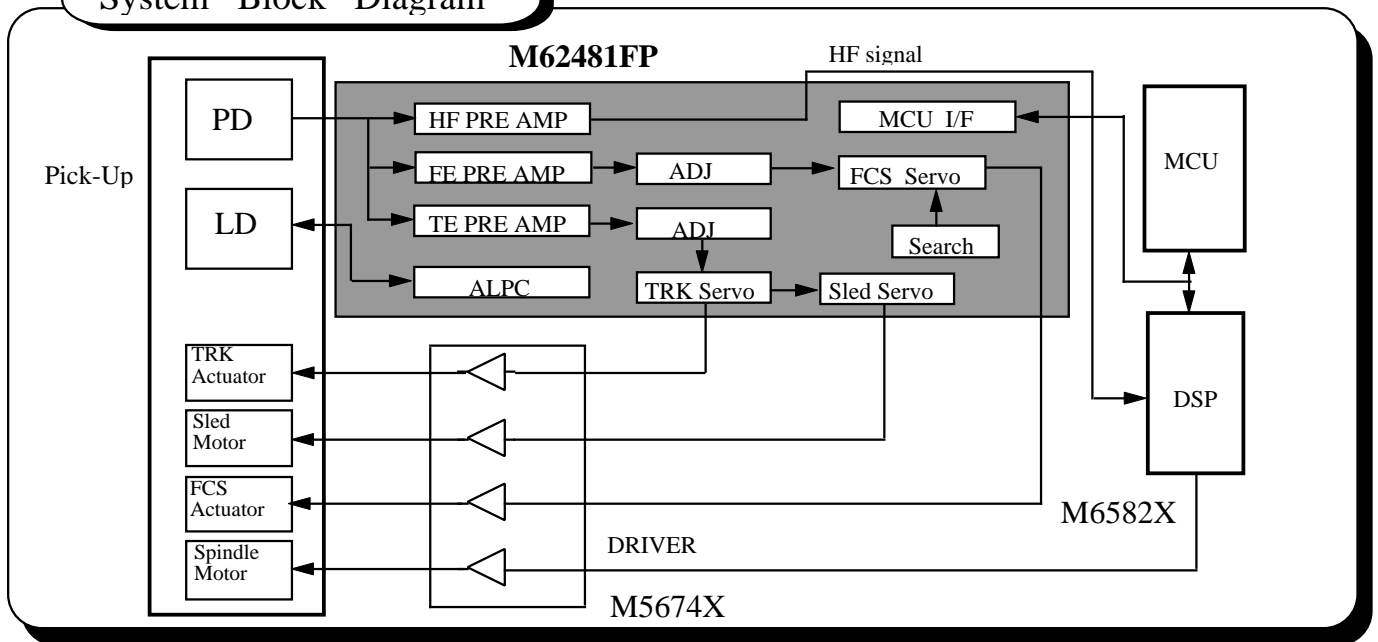 System Block Diagram
M62481FP
HF signal
Pick-Up
PD
LD
HF PRE AMP
FE PRE AMP
TE PRE AMP
ALPC
ADJ
ADJ
TRK Servo
MCU I/F
FCS Servo
Search
Sled Servo
MCU
DSP
M6582X
TRK
Actuator
Sled
Motor
FCS
Actuator
Spindle
Motor
DRIVER
M5674X